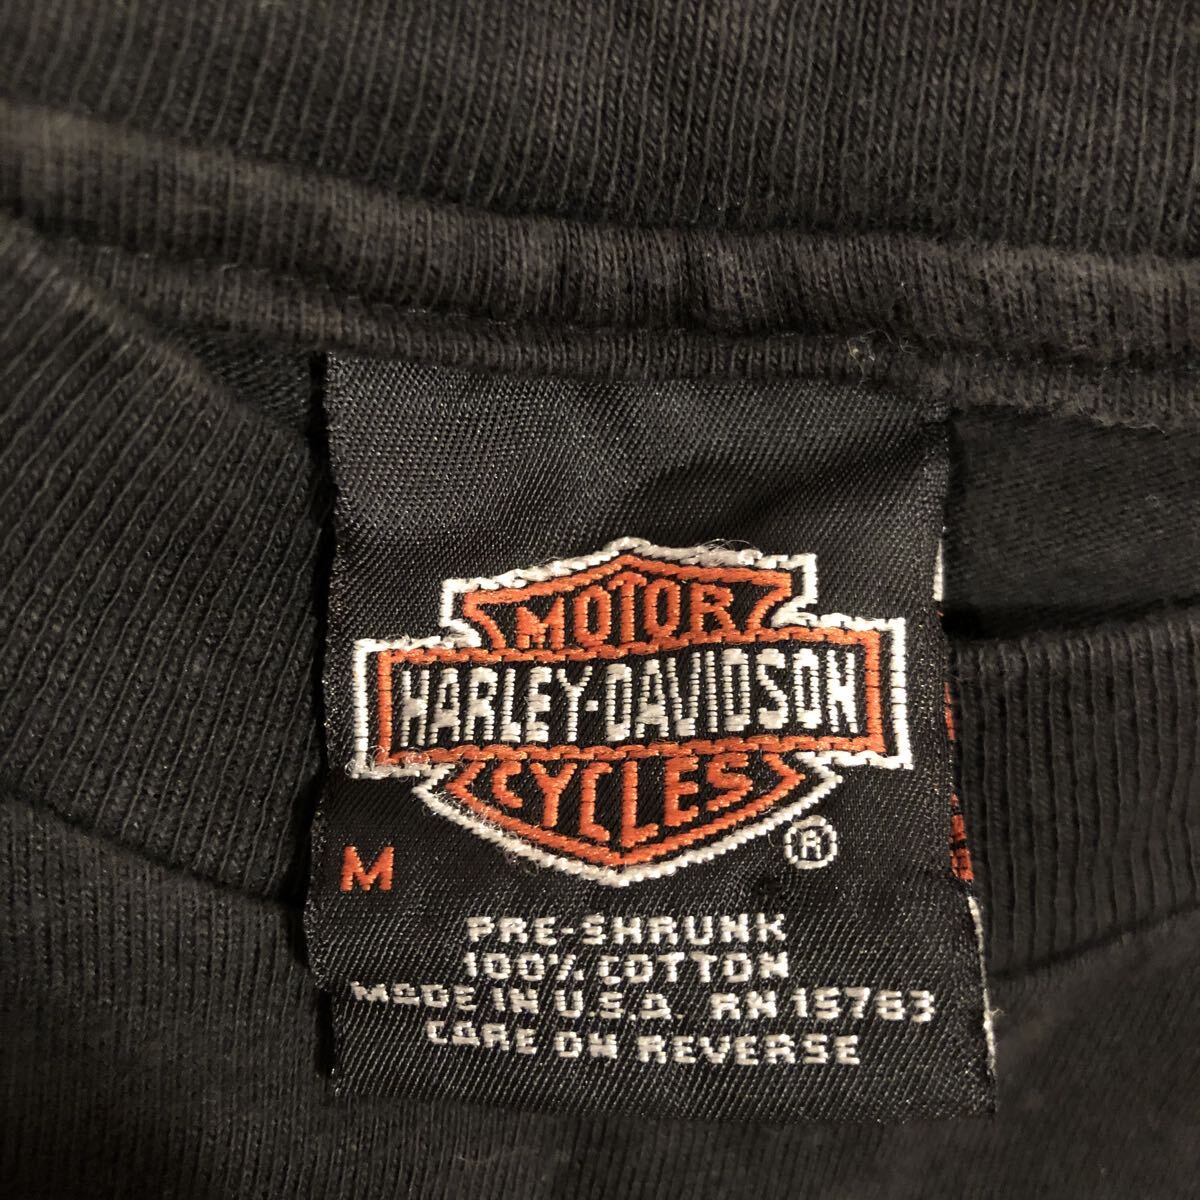 MOTOR
HARLEY-DAVIDSON
CYCLES
®
M
PRE-SHRUNK
100% COTTON
MADE IN U.S.A. RN 15763
CARE ON REVERSE